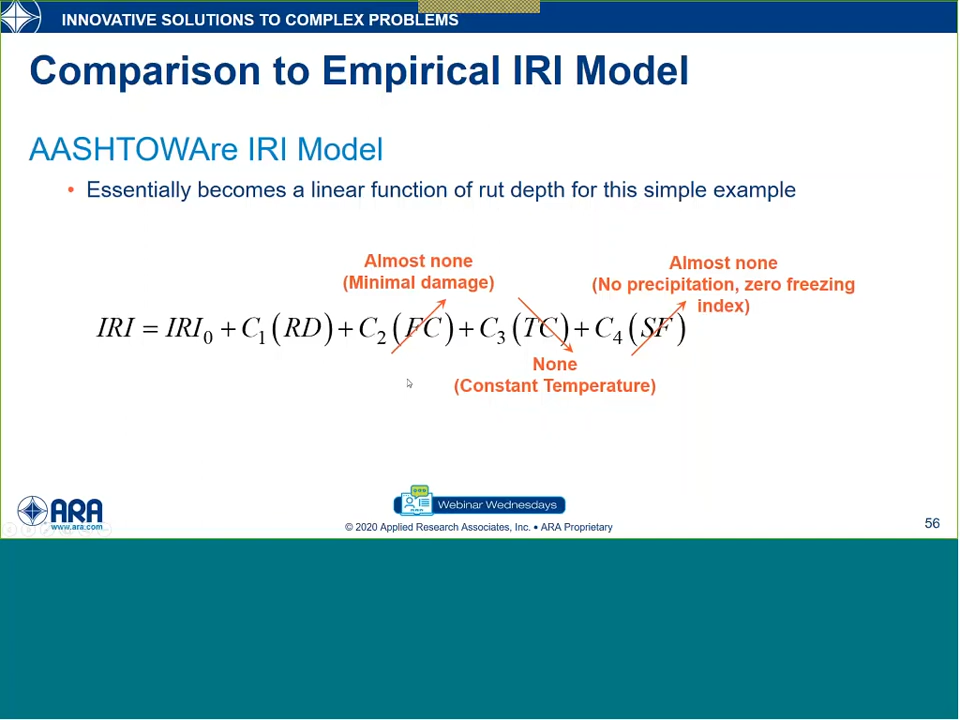 INNOVATIVE SOLUTIONS TO COMPLEX PROBLEMS
Comparison to Empirical IRI Model
AASHTOWAre IRI Model
• Essentially becomes a linear function of rut depth for this simple example
Almost none
(Minimal damage)
Almost none
(No precipitation, zero freezing
index)
IRI = IRI₀ + C₁(RD) + C₂(FC) + C₃(TC) + C₄(SF)
None
(Constant Temperature)
ARA
www.ara.com
Webinar Wednesdays
© 2020 Applied Research Associates, Inc. • ARA Proprietary
56